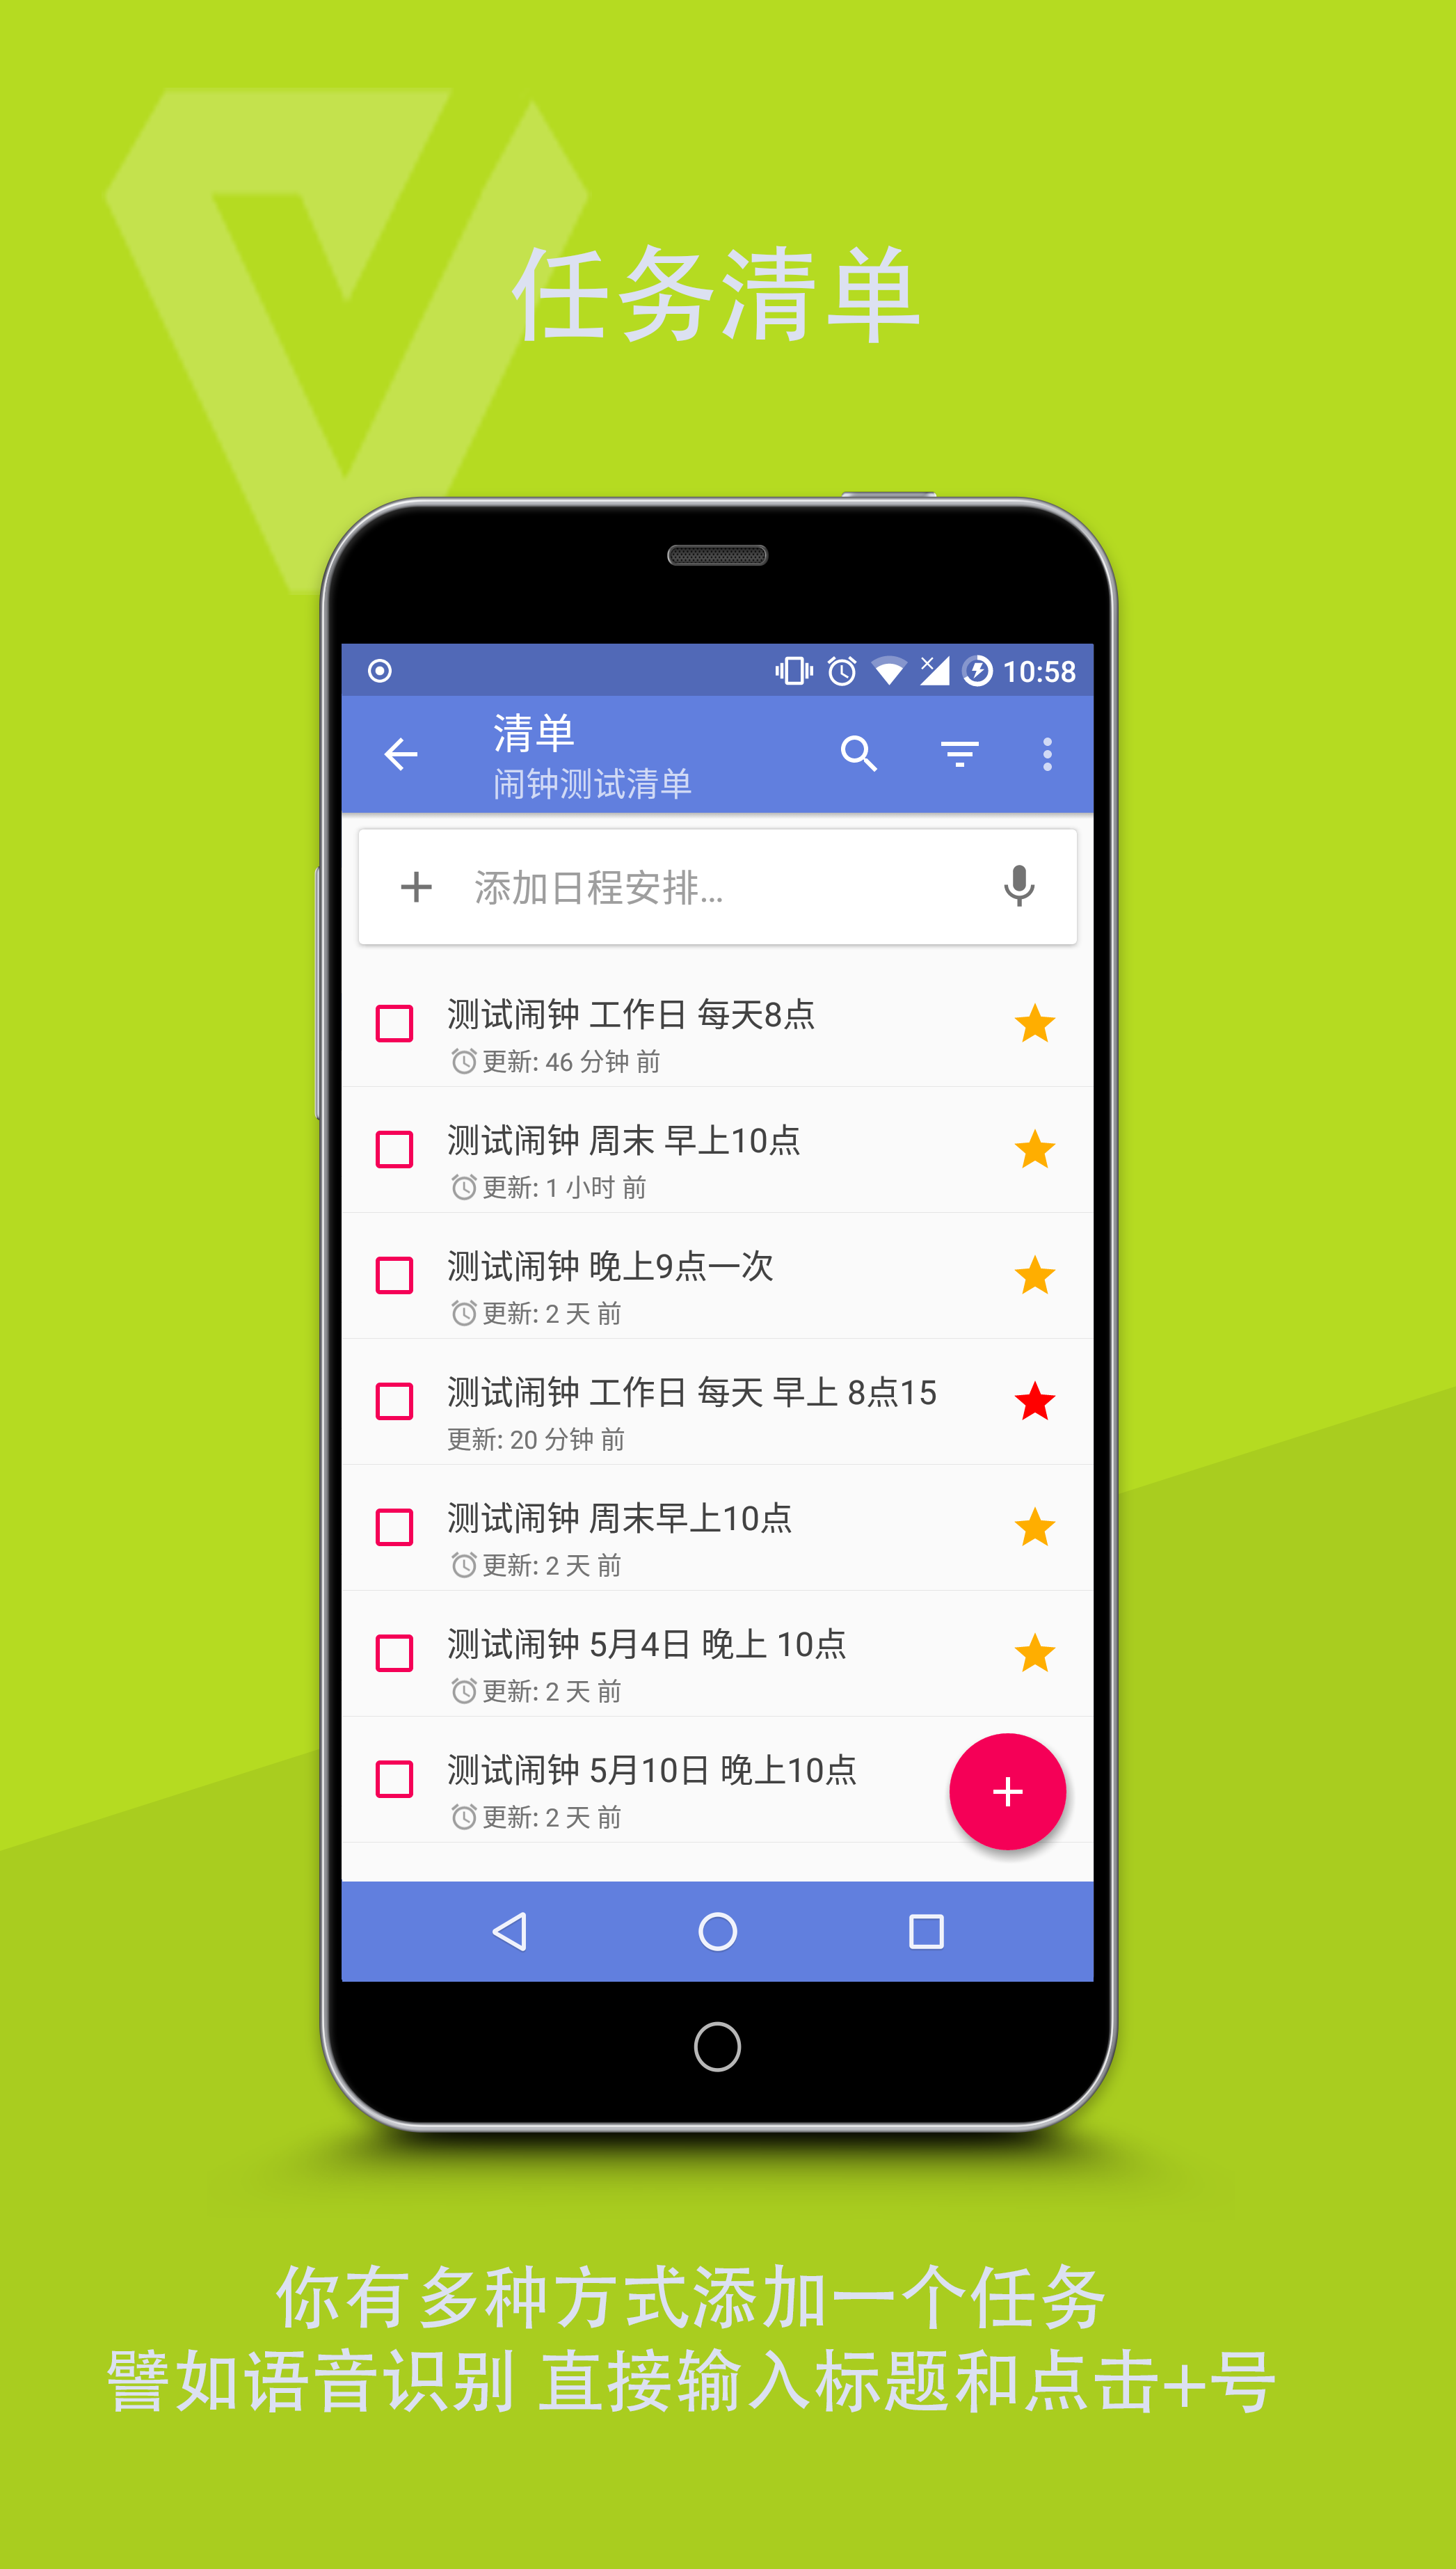 任务清单
10:58
清单
闹钟测试清单
添加日程安排...
测试闹钟 工作日 每天8点
更新: 46 分钟 前
测试闹钟 周末 早上10点
更新: 1 小时 前
测试闹钟 晚上9点一次
更新: 2 天 前
测试闹钟 工作日 每天 早上 8点15
更新: 20 分钟 前
测试闹钟 周末早上10点
更新: 2 天 前
测试闹钟 5月4日 晚上 10点
更新: 2 天 前
测试闹钟 5月10日 晚上10点
更新: 2 天 前
你有多种方式添加一个任务
譬如语音识别 直接输入标题和点击+号